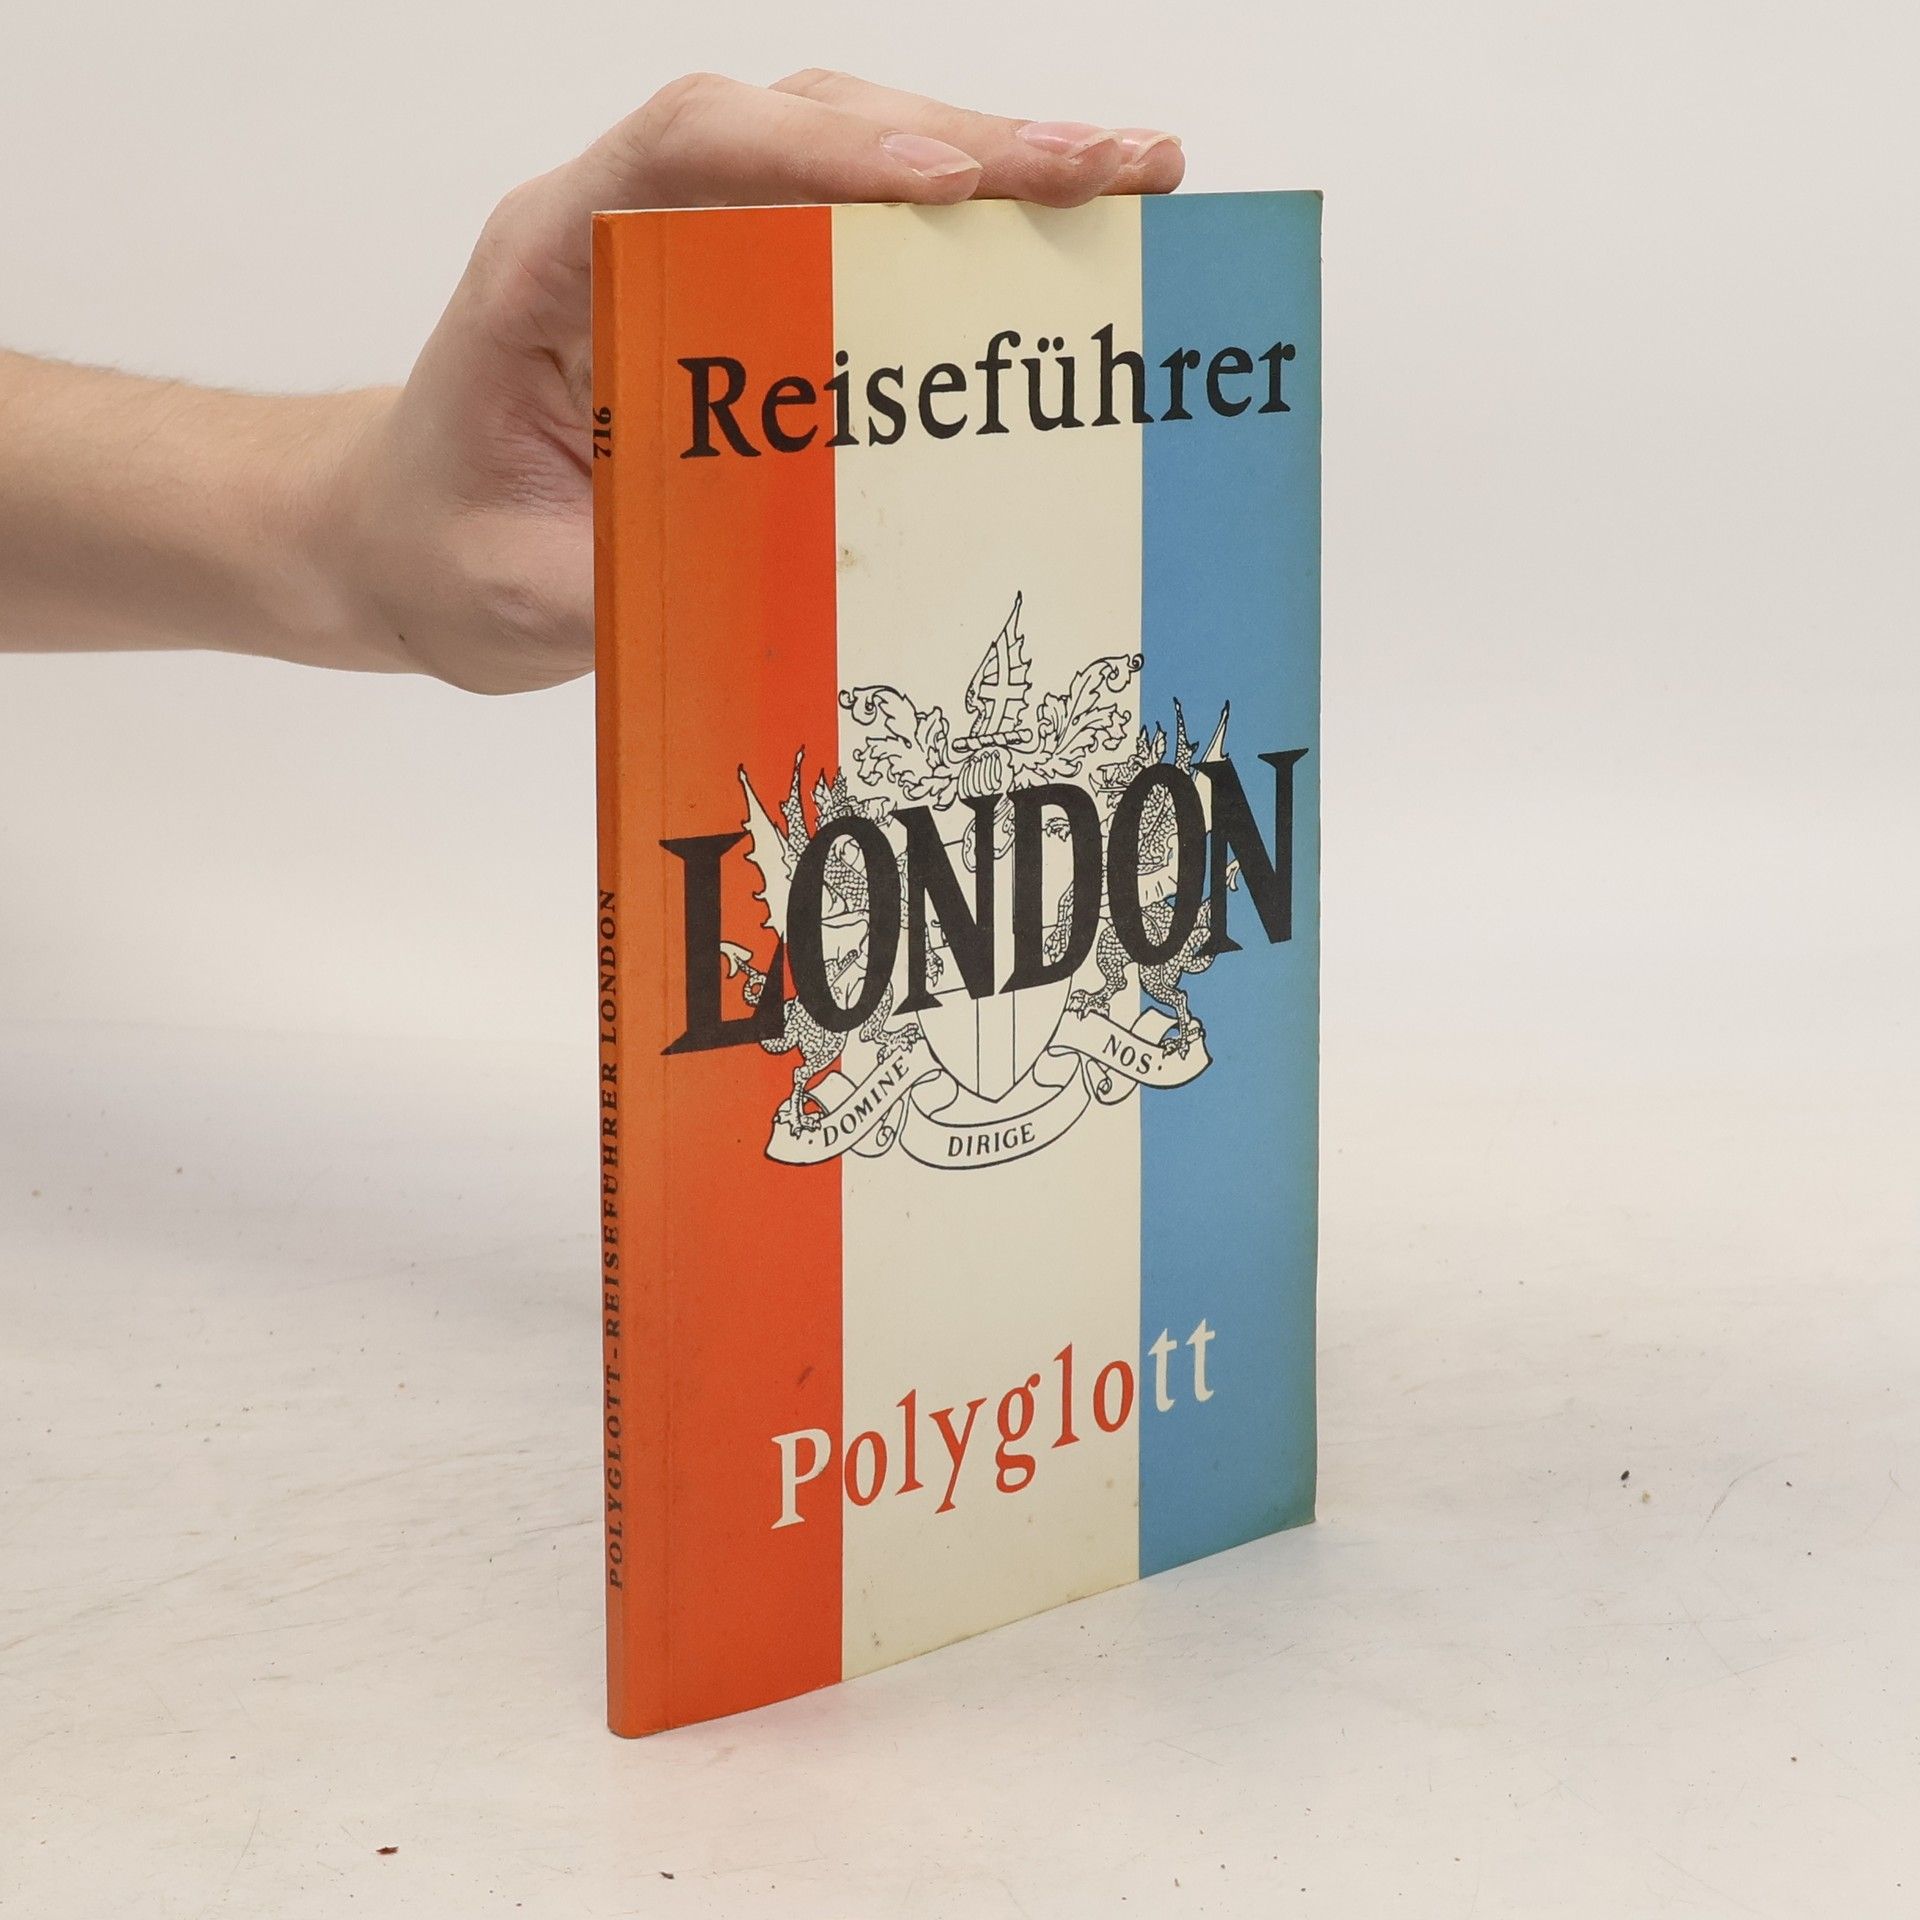 Reiseführer
LONDON
· DOMINE
DIRIGE
NOS ·
Polyglott
POLYGLOTT-REISEFÜHRER LONDON
716